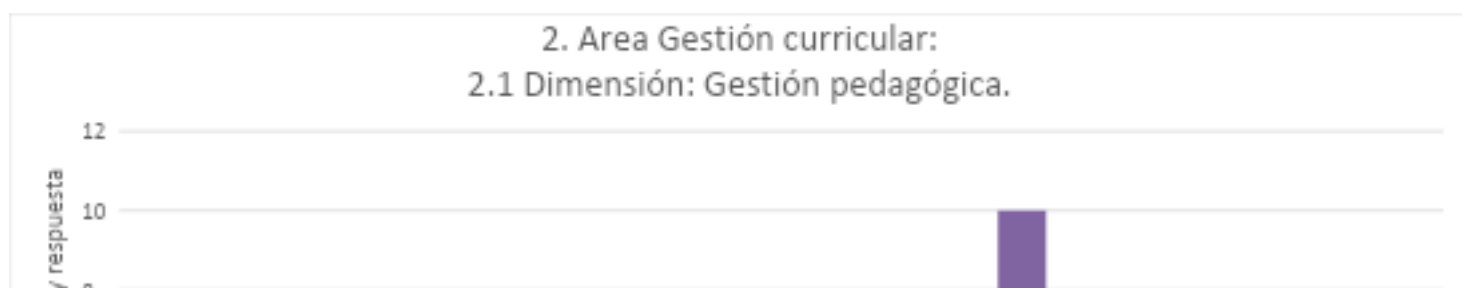 2. Area Gestión curricular:
2.1 Dimensión: Gestión pedagógica.
12
10
respuesta